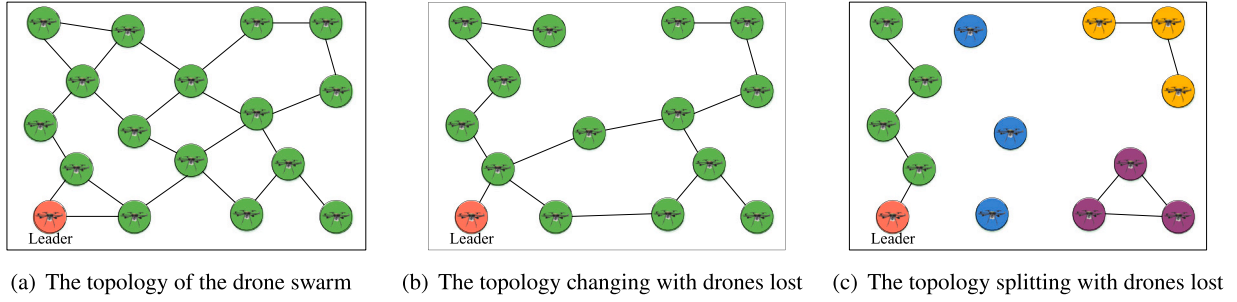 Leader
Leader
Leader
(a) The topology of the drone swarm
(b) The topology changing with drones lost
(c) The topology splitting with drones lost